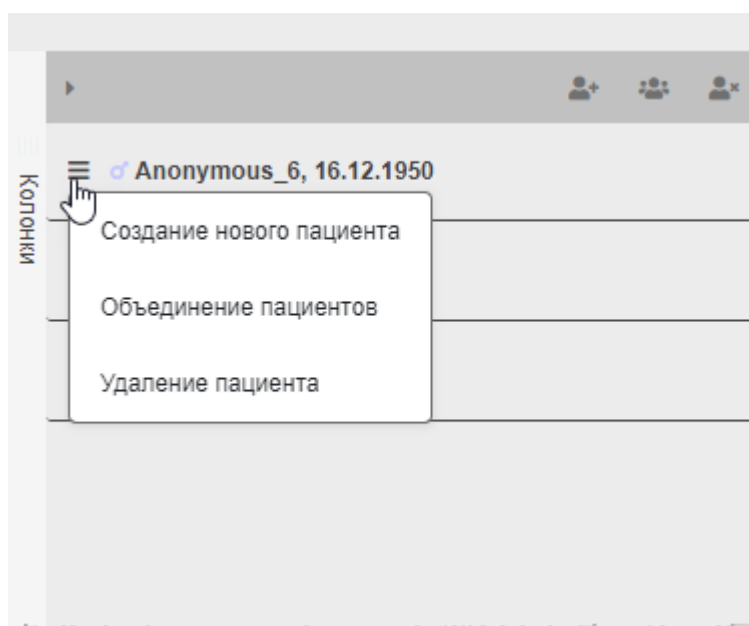 Колонки
Anonymous_6, 16.12.1950
Создание нового пациента
Объединение пациентов
Удаление пациента